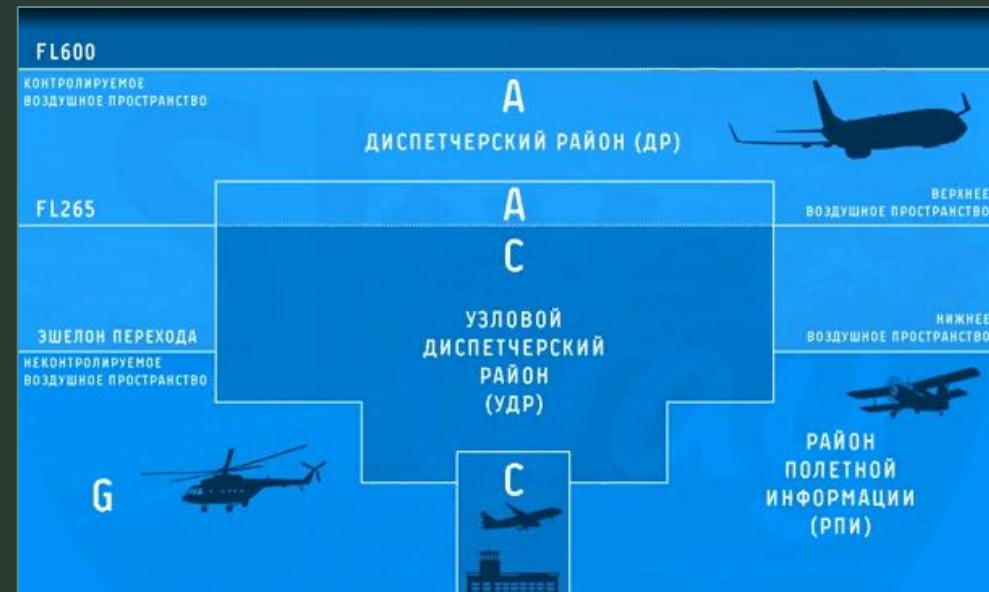 FL600
КОНТРОЛИРУЕМОЕ
ВОЗДУШНОЕ ПРОСТРАНСТВО
A
ДИСПЕТЧЕРСКИЙ РАЙОН (ДР)
FL265
A
ВЕРХНЕЕ
ВОЗДУШНОЕ ПРОСТРАНСТВО
C
УЗЛОВОЙ
ДИСПЕТЧЕРСКИЙ
РАЙОН
(УДР)
ЭШЕЛОН ПЕРЕХОДА
НЕКОНТРОЛИРУЕМОЕ
ВОЗДУШНОЕ ПРОСТРАНСТВО
НИЖНЕЕ
ВОЗДУШНОЕ ПРОСТРАНСТВО
G
C
РАЙОН
ПОЛЕТНОЙ
ИНФОРМАЦИИ
(РПИ)